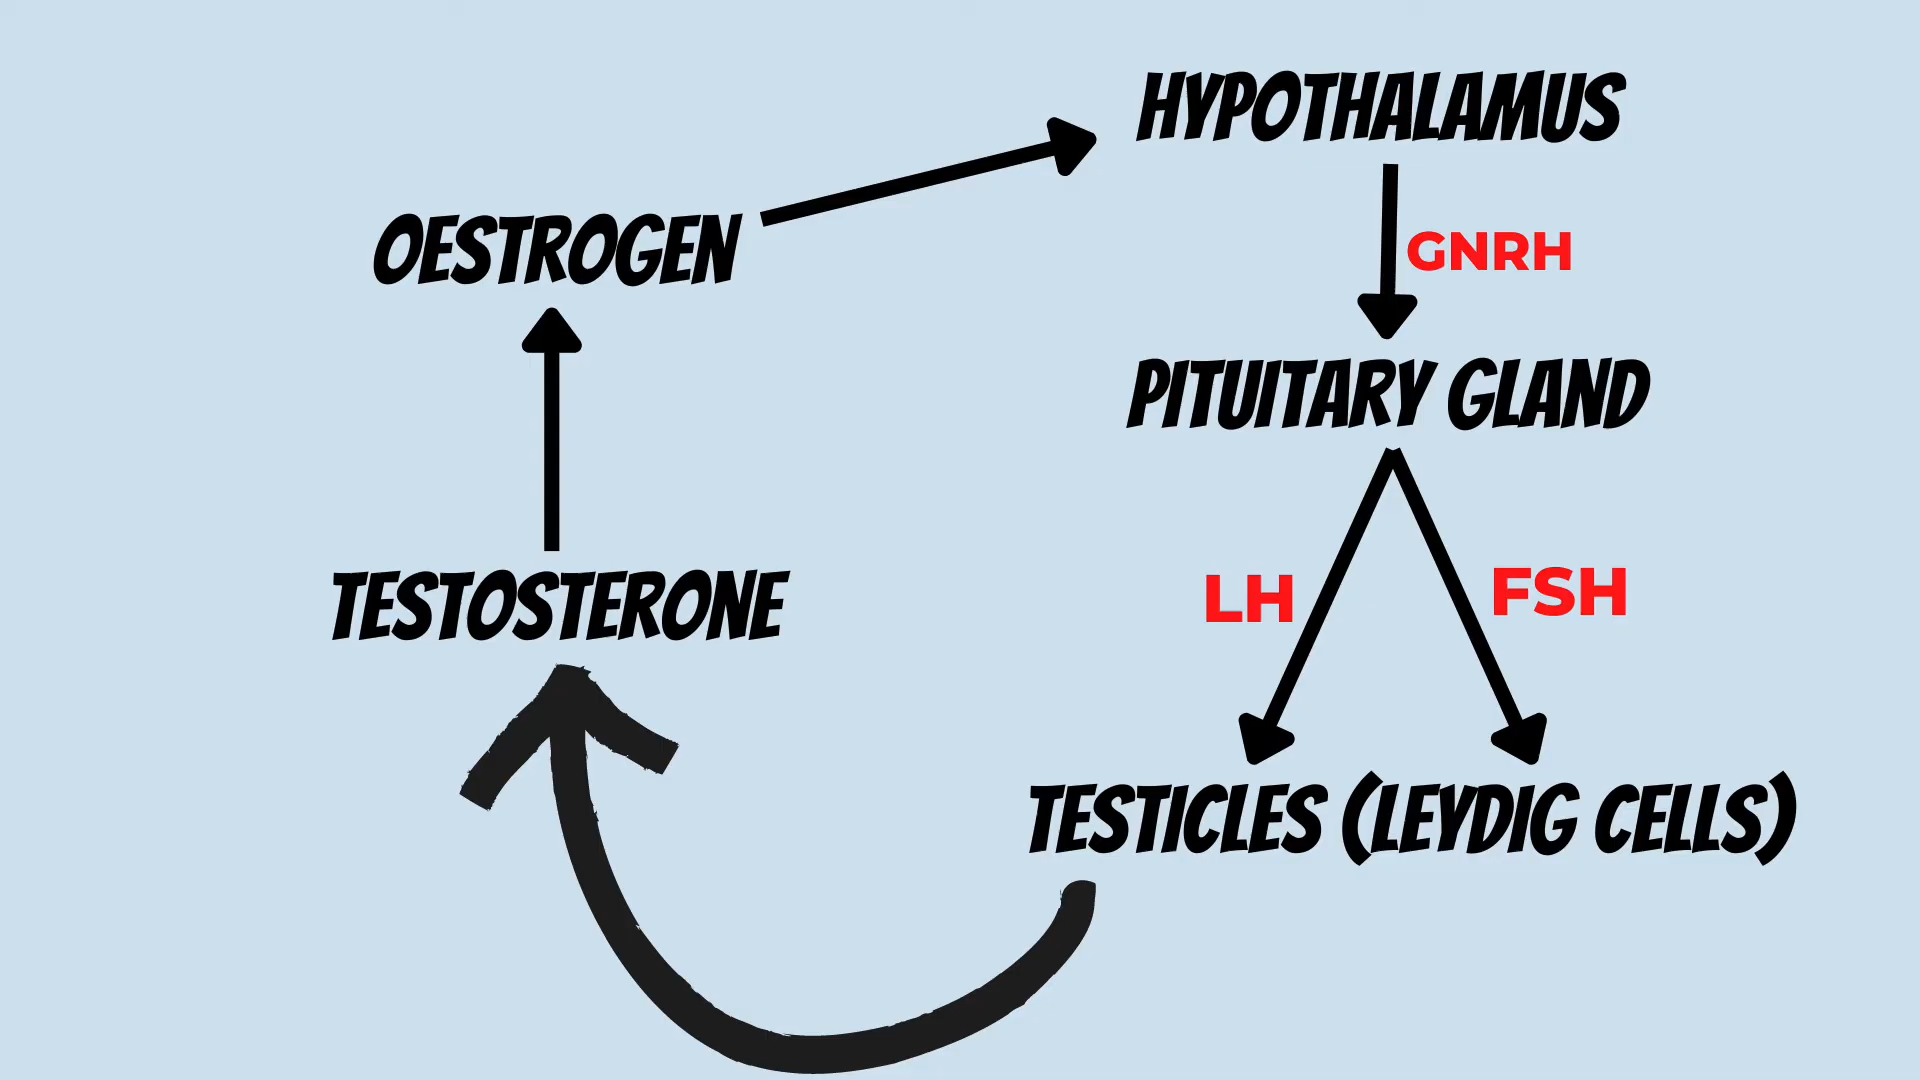 HYPOTHALAMUS
OESTROGEN
GNRH
PITUITARY GLAND
TESTOSTERONE
LH
FSH
TESTICLES (LEYDIG CELLS)